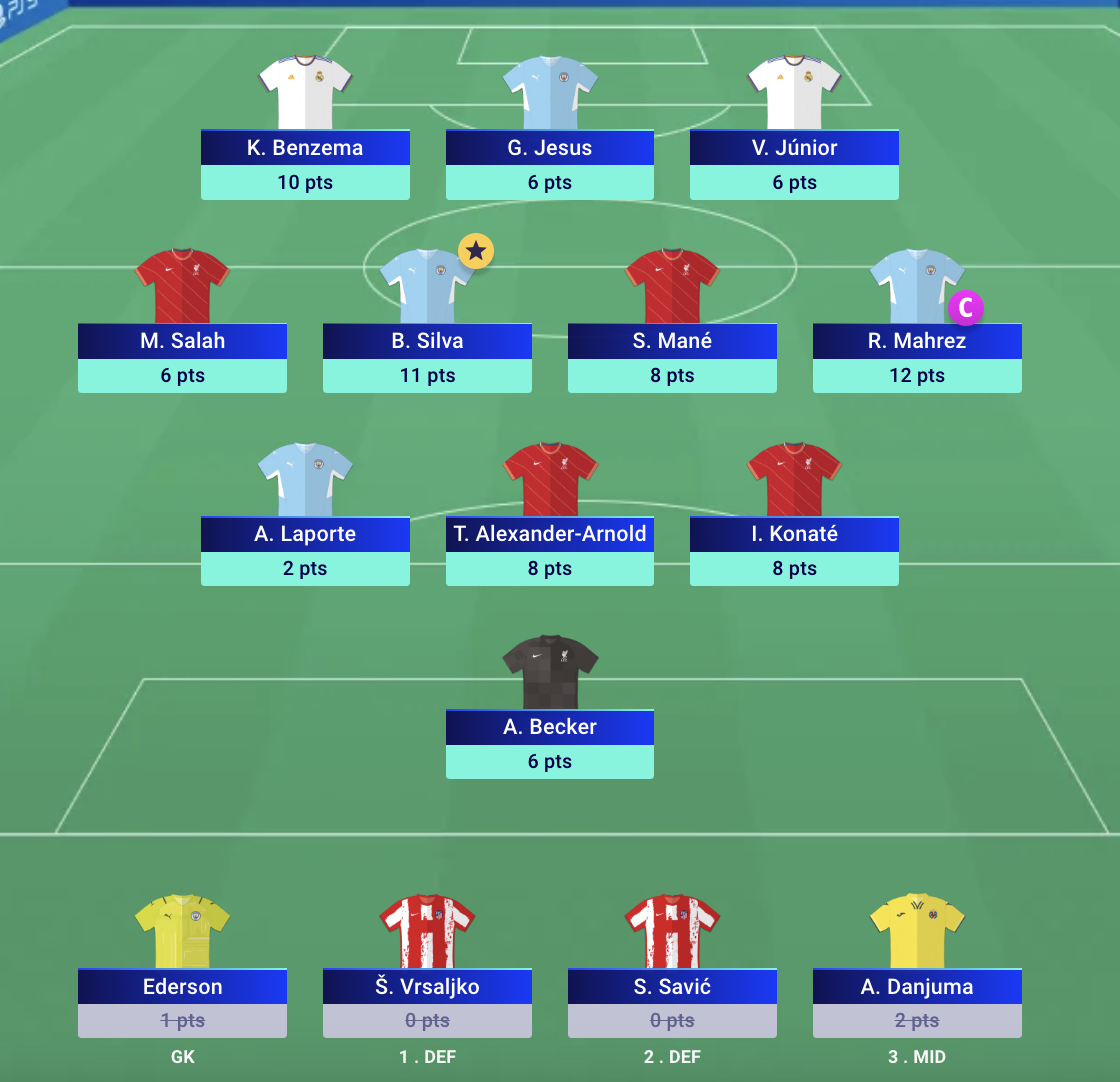 K. Benzema
10 pts
G. Jesus
6 pts
V. Júnior
6 pts
M. Salah
6 pts
B. Silva
11 pts
S. Mané
8 pts
R. Mahrez
C
12 pts
A. Laporte
2 pts
T. Alexander-Arnold
8 pts
I. Konaté
8 pts
A. Becker
6 pts
Ederson
1 pts
GK
Š. Vrsaljko
0 pts
1 . DEF
S. Savić
0 pts
2 . DEF
A. Danjuma
2 pts
3 . MID